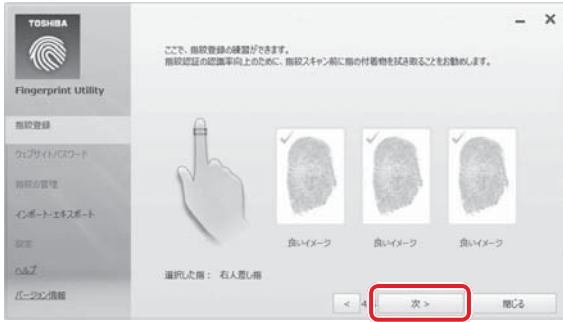 TOSHIBA
Fingerprint Utility
指紋登録
ウェブサイトパスワード
指紋の管理
インポート・エキスポート
設定
ヘルプ
バージョン情報
ここで、指紋登録の練習ができます。
指紋認証の認識率向上のために、指紋スキャン前に指の付着物を拭き取ることをお勧めします。
良いイメージ
良いイメージ
良いイメージ
選択した指： 右人差し指
< 4 次 > 閉じる